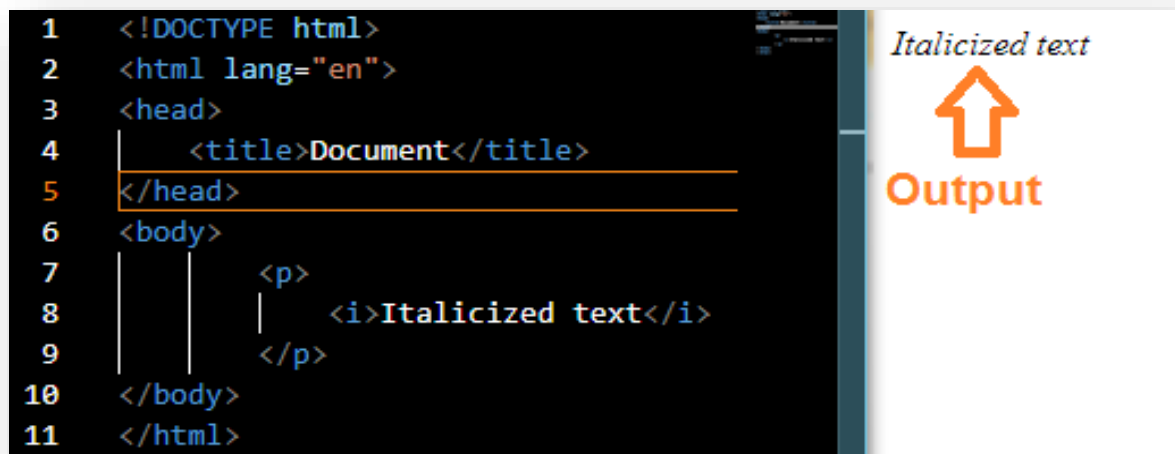 1 <!DOCTYPE html>
2 <html lang="en">
3 <head>
4 <title>Document</title>
5 </head>
6 <body>
7 <p>
8 <i>Italicized text</i>
9 </p>
10 </body>
11 </html>
Italicized text
Output